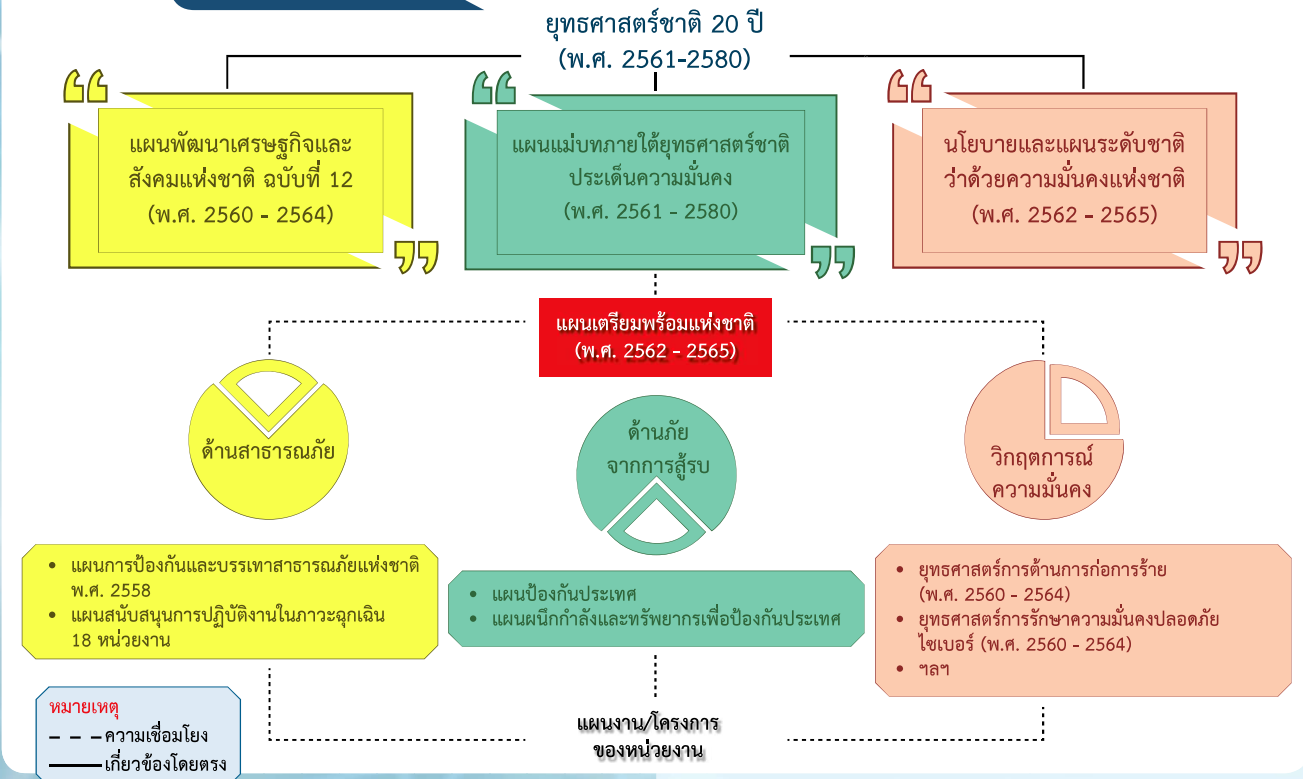 ยุทธศาสตร์ชาติ 20 ปี
(พ.ศ. 2561-2580)
แผนพัฒนาเศรษฐกิจและ
สังคมแห่งชาติ ฉบับที่ 12
(พ.ศ. 2560 - 2564)
แผนแม่บทภายใต้ยุทธศาสตร์ชาติ
ประเด็นความมั่นคง
(พ.ศ. 2561 - 2580)
นโยบายและแผนระดับชาติ
ว่าด้วยความมั่นคงแห่งชาติ
(พ.ศ. 2562 - 2565)
แผนเตรียมพร้อมแห่งชาติ
(พ.ศ. 2562 - 2565)
ด้านสาธารณภัย
ด้านภัย
จากการสู้รบ
วิกฤตการณ์
ความมั่นคง
• แผนการป้องกันและบรรเทาสาธารณภัยแห่งชาติ
พ.ศ. 2558
• แผนสนับสนุนการปฏิบัติงานในภาวะฉุกเฉิน
18 หน่วยงาน
• แผนป้องกันประเทศ
• แผนผนึกกำลังและทรัพยากรเพื่อป้องกันประเทศ
• ยุทธศาสตร์การต้านการก่อการร้าย
(พ.ศ. 2560 - 2564)
• ยุทธศาสตร์การรักษาความมั่นคงปลอดภัย
ไซเบอร์ (พ.ศ. 2560 - 2564)
• ฯลฯ
หมายเหตุ
ความเชื่อมโยง
เกี่ยวข้องโดยตรง
แผนงาน/โครงการ
ของหน่วยงาน